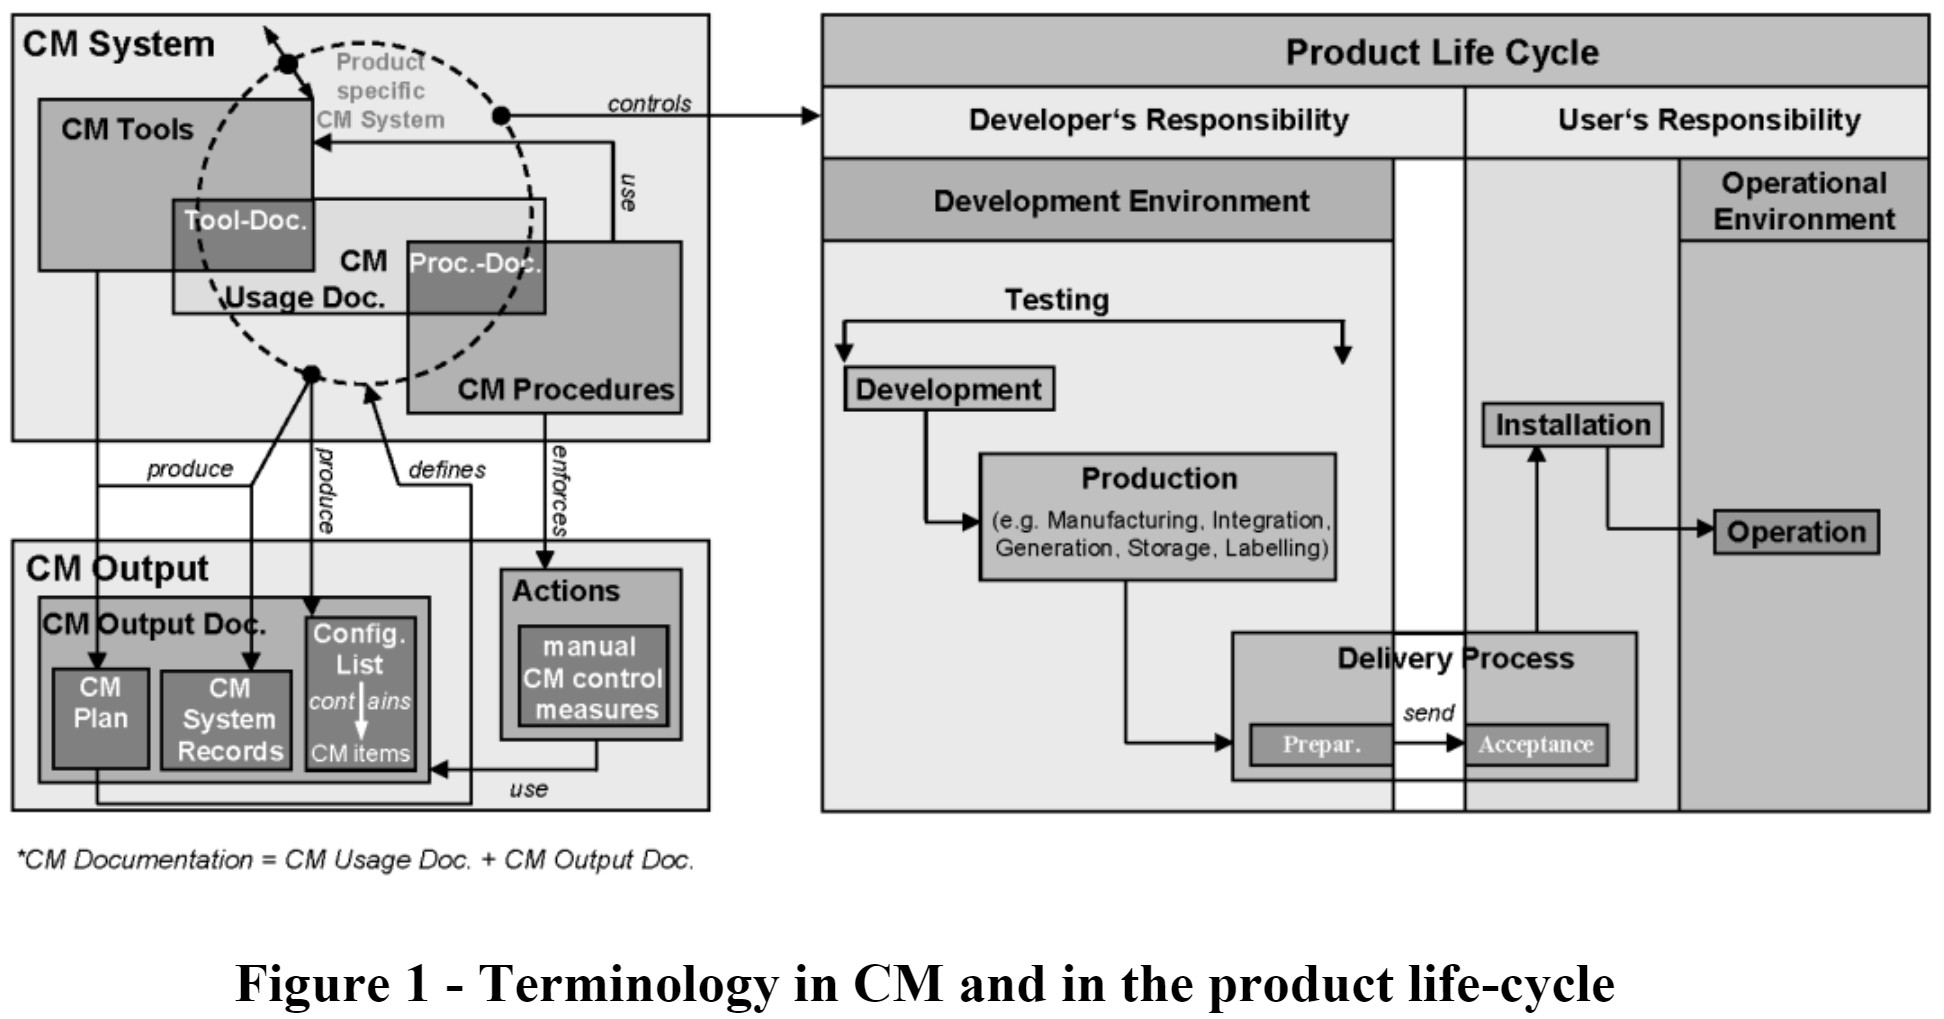 CM System
Product
specific
CM System
CM Tools
Tool-Doc.
CM
Usage Doc.
Proc.-Doc.
CM Procedures
use
controls
produce
produce
defines
enforces
CM Output
CM Output Doc.
CM
Plan
CM
System
Records
Config.
List
contains
CM items
Actions
manual
CM control
measures
use
*CM Documentation = CM Usage Doc. + CM Output Doc.
Product Life Cycle
Developer‘s Responsibility
User‘s Responsibility
Development Environment
Operational
Environment
Testing
Development
Production
(e.g. Manufacturing, Integration,
Generation, Storage, Labelling)
Installation
Operation
Delivery Process
send
Prepar.
Acceptance
Figure 1 - Terminology in CM and in the product life-cycle